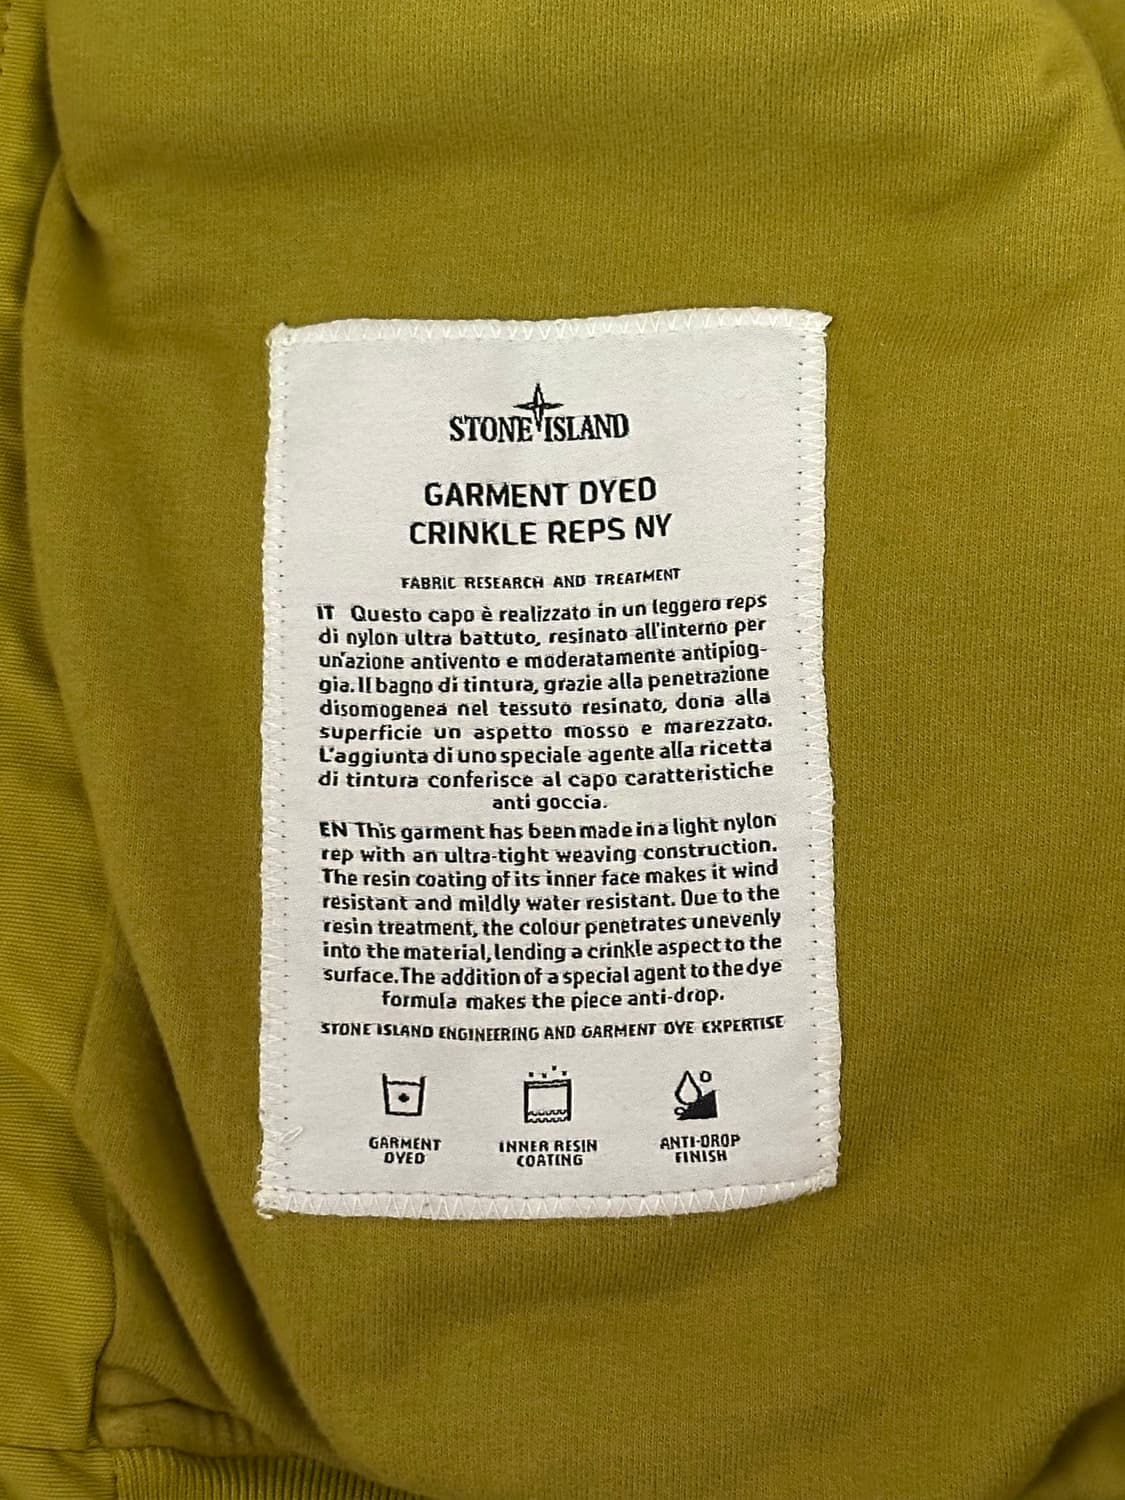 STONE ISLAND
GARMENT DYED
CRINKLE REPS NY
FABRIC RESEARCH AND TREATMENT
IT Questo capo è realizzato in un leggero reps
di nylon ultra battuto, resinato all'interno per
un'azione antivento e moderatamente antipiog-
gia. Il bagno di tintura, grazie alla penetrazione
disomogenea nel tessuto resinato, dona alla
superficie un aspetto mosso e marezzato.
L'aggiunta di uno speciale agente alla ricetta
di tintura conferisce al capo caratteristiche
anti goccia.
EN This garment has been made in a light nylon
rep with an ultra-tight weaving construction.
The resin coating of its inner face makes it wind
resistant and mildly water resistant. Due to the
resin treatment, the colour penetrates unevenly
into the material, lending a crinkle aspect to the
surface. The addition of a special agent to the dye
formula makes the piece anti-drop.
STONE ISLAND ENGINEERING AND GARMENT DYE EXPERTISE
GARMENT
DYED
INNER RESIN
COATING
ANTI-DROP
FINISH